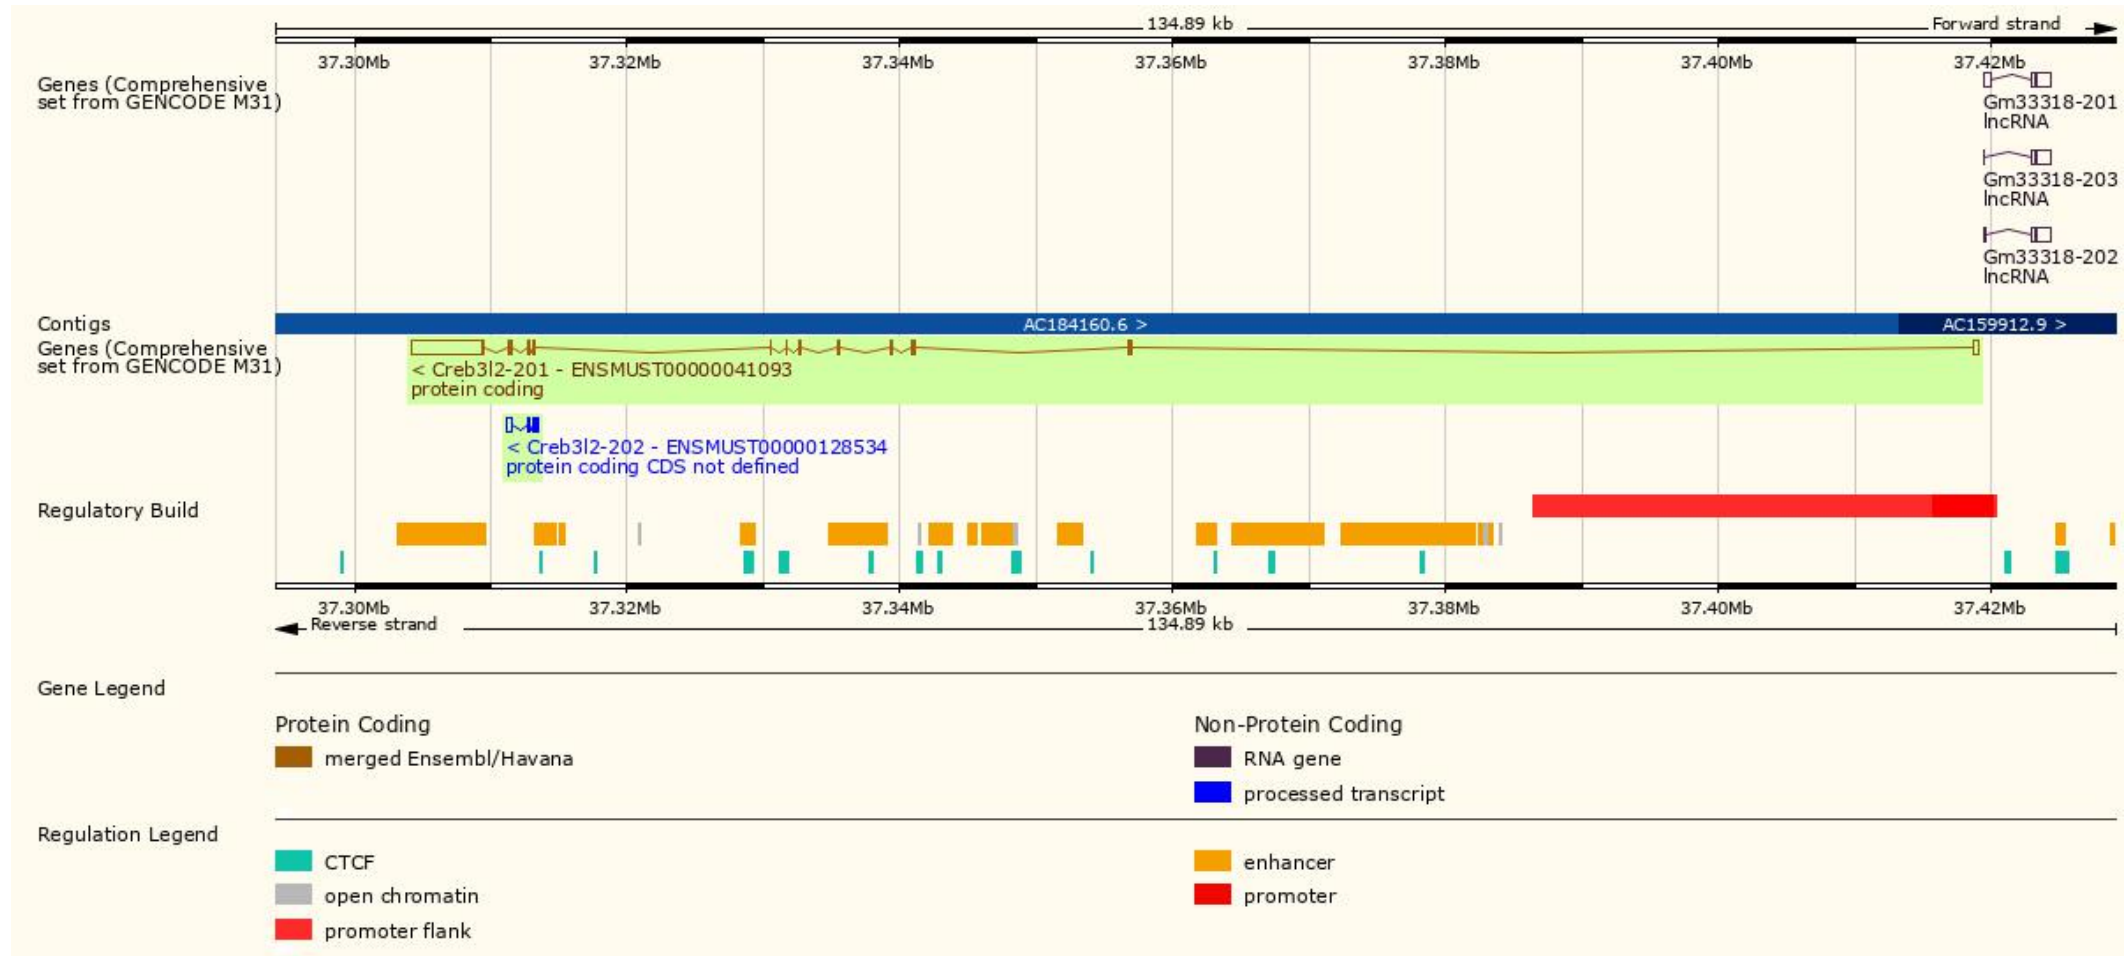 134.89 kb Forward strand
37.30Mb 37.32Mb 37.34Mb 37.36Mb 37.38Mb 37.40Mb 37.42Mb
Genes (Comprehensive
set from GENCODE M31)
Gm33318-201
lncRNA
Gm33318-203
lncRNA
Gm33318-202
lncRNA
Contigs
AC184160.6 > AC159912.9 >
Genes (Comprehensive
set from GENCODE M31)
< Creb3l2-201 - ENSMUST00000041093
protein coding
< Creb3l2-202 - ENSMUST00000128534
protein coding CDS not defined
Regulatory Build
37.30Mb 37.32Mb 37.34Mb 37.36Mb 37.38Mb 37.40Mb 37.42Mb
Reverse strand 134.89 kb
Gene Legend
Protein Coding Non-Protein Coding
merged Ensembl/Havana RNA gene
processed transcript
Regulation Legend
CTCF enhancer
open chromatin promoter
promoter flank